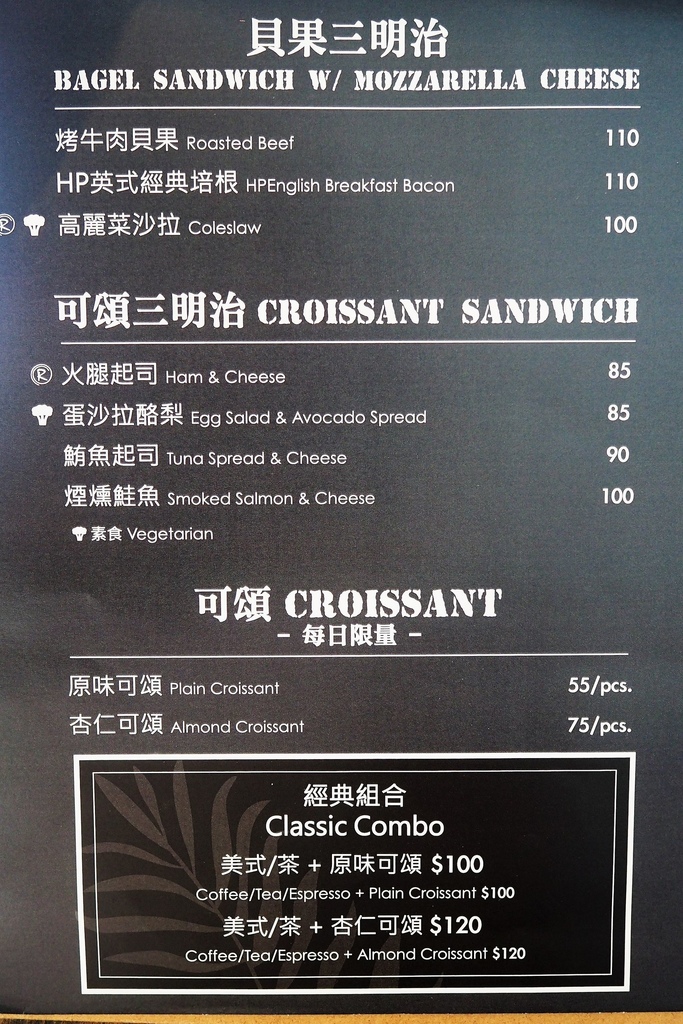 貝果三明治
BAGEL SANDWICH W/ MOZZARELLA CHEESE
烤牛肉貝果 Roasted Beef 110
HP英式經典培根 HPEnglish Breakfast Bacon 110
® 高麗菜沙拉 Coleslaw 100
可頌三明治 CROISSANT SANDWICH
® 火腿起司 Ham & Cheese 85
蛋沙拉酪梨 Egg Salad & Avocado Spread 85
鮪魚起司 Tuna Spread & Cheese 90
煙燻鮭魚 Smoked Salmon & Cheese 100
素食 Vegetarian
可頌 CROISSANT
- 每日限量 -
原味可頌 Plain Croissant 55/pcs.
杏仁可頌 Almond Croissant 75/pcs.
經典組合
Classic Combo
美式/茶 + 原味可頌 $100
Coffee/Tea/Espresso + Plain Croissant $100
美式/茶 + 杏仁可頌 $120
Coffee/Tea/Espresso + Almond Croissant $120